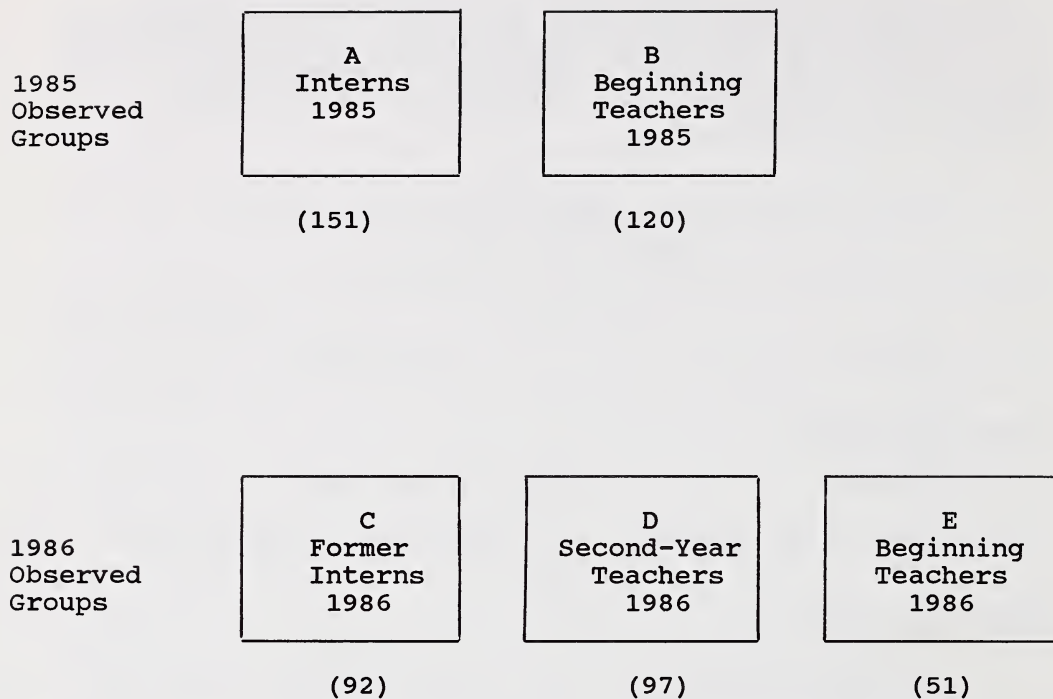 1985
Observed
Groups
A
Interns
1985
B
Beginning
Teachers
1985
(151)
(120)
1986
Observed
Groups
C
Former
Interns
1986
D
Second-Year
Teachers
1986
E
Beginning
Teachers
1986
(92)
(97)
(51)